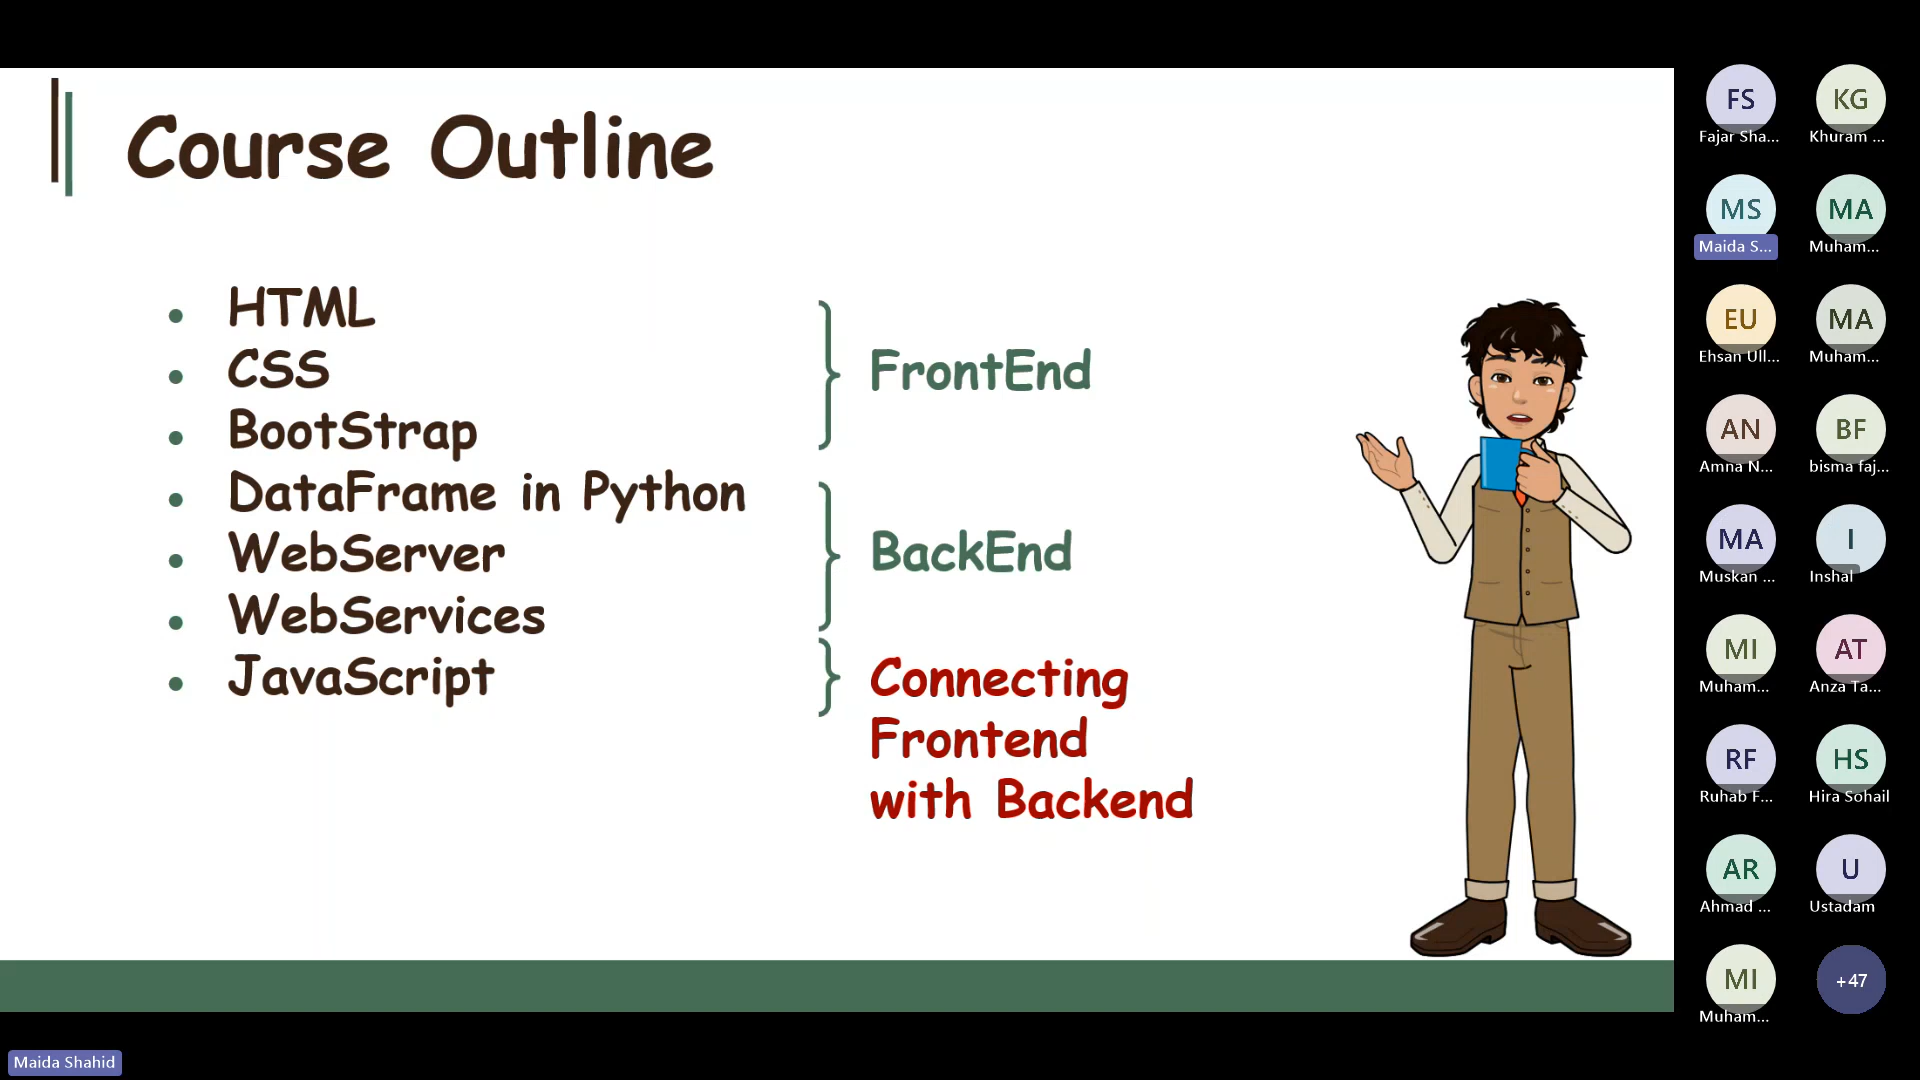 Course Outline
HTML
CSS
BootStrap
DataFrame in Python
WebServer
WebServices
JavaScript
FrontEnd
BackEnd
Connecting
Frontend
with Backend
FS
Fajar Sha...
KG
Khuram ...
MS
Maida S...
MA
Muham...
EU
Ehsan Ull...
MA
Muham...
AN
Amna N...
BF
bisma faj...
MA
Muskan ...
I
Inshal
MI
Muham...
AT
Anza Ta...
RF
Ruhab F...
HS
Hira Sohail
AR
Ahmad ...
U
Ustadam
MI
Muham...
+47
Maida Shahid